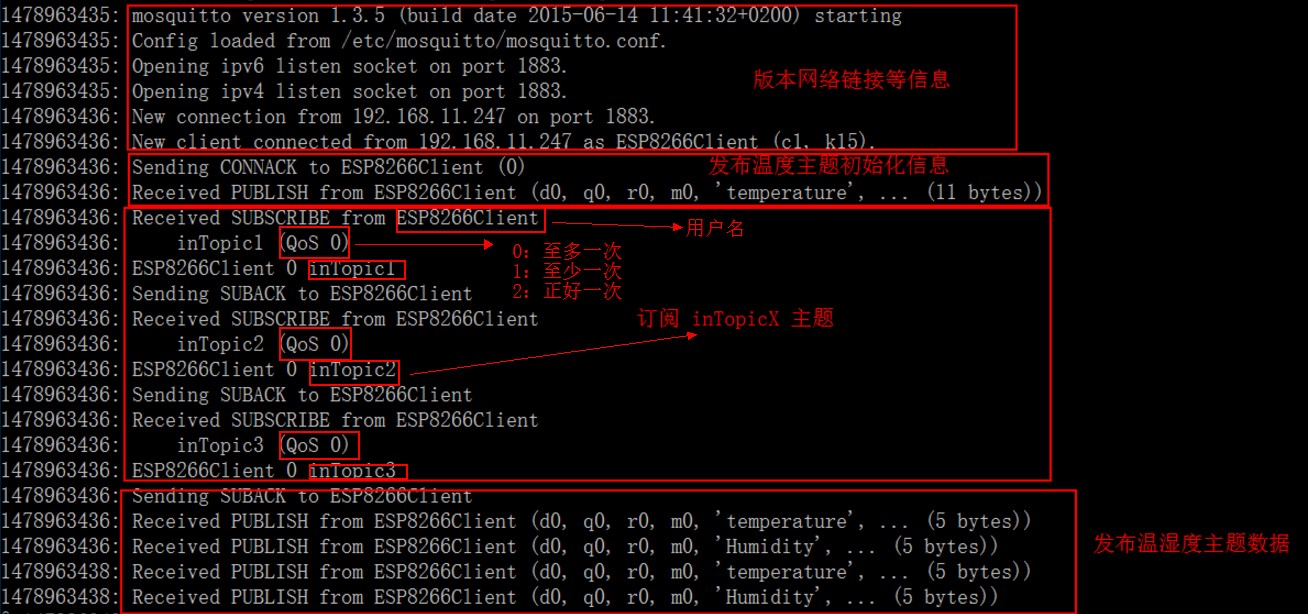 1478963435: mosquitto version 1.3.5 (build date 2015-06-14 11:41:32+0200) starting
1478963435: Config loaded from /etc/mosquitto/mosquitto.conf.
1478963435: Opening ipv6 listen socket on port 1883.
版本网络链接等信息
1478963435: Opening ipv4 listen socket on port 1883.
1478963436: New connection from 192.168.11.247 on port 1883.
1478963436: New client connected from 192.168.11.247 as ESP8266Client (c1, k15).
1478963436: Sending CONNACK to ESP8266Client (0)
发布温度主题初始化信息
1478963436: Received PUBLISH from ESP8266Client (d0, q0, r0, m0, 'temperature', ... (11 bytes))
1478963436: Received SUBSCRIBE from ESP8266Client
用户名
1478963436: inTopic1 (QoS 0)
0: 至多一次
1478963436: ESP8266Client 0 inTopic1
1: 至少一次
1478963436: Sending SUBACK to ESP8266Client
2: 正好一次
1478963436: Received SUBSCRIBE from ESP8266Client
订阅 inTopicX 主题
1478963436: inTopic2 (QoS 0)
1478963436: ESP8266Client 0 inTopic2
1478963436: Sending SUBACK to ESP8266Client
1478963436: Received SUBSCRIBE from ESP8266Client
1478963436: inTopic3 (QoS 0)
1478963436: ESP8266Client 0 inTopic3
1478963436: Sending SUBACK to ESP8266Client
1478963436: Received PUBLISH from ESP8266Client (d0, q0, r0, m0, 'temperature', ... (5 bytes))
1478963436: Received PUBLISH from ESP8266Client (d0, q0, r0, m0, 'Humidity', ... (5 bytes))
发布温湿度主题数据
1478963438: Received PUBLISH from ESP8266Client (d0, q0, r0, m0, 'temperature', ... (5 bytes))
1478963438: Received PUBLISH from ESP8266Client (d0, q0, r0, m0, 'Humidity', ... (5 bytes))